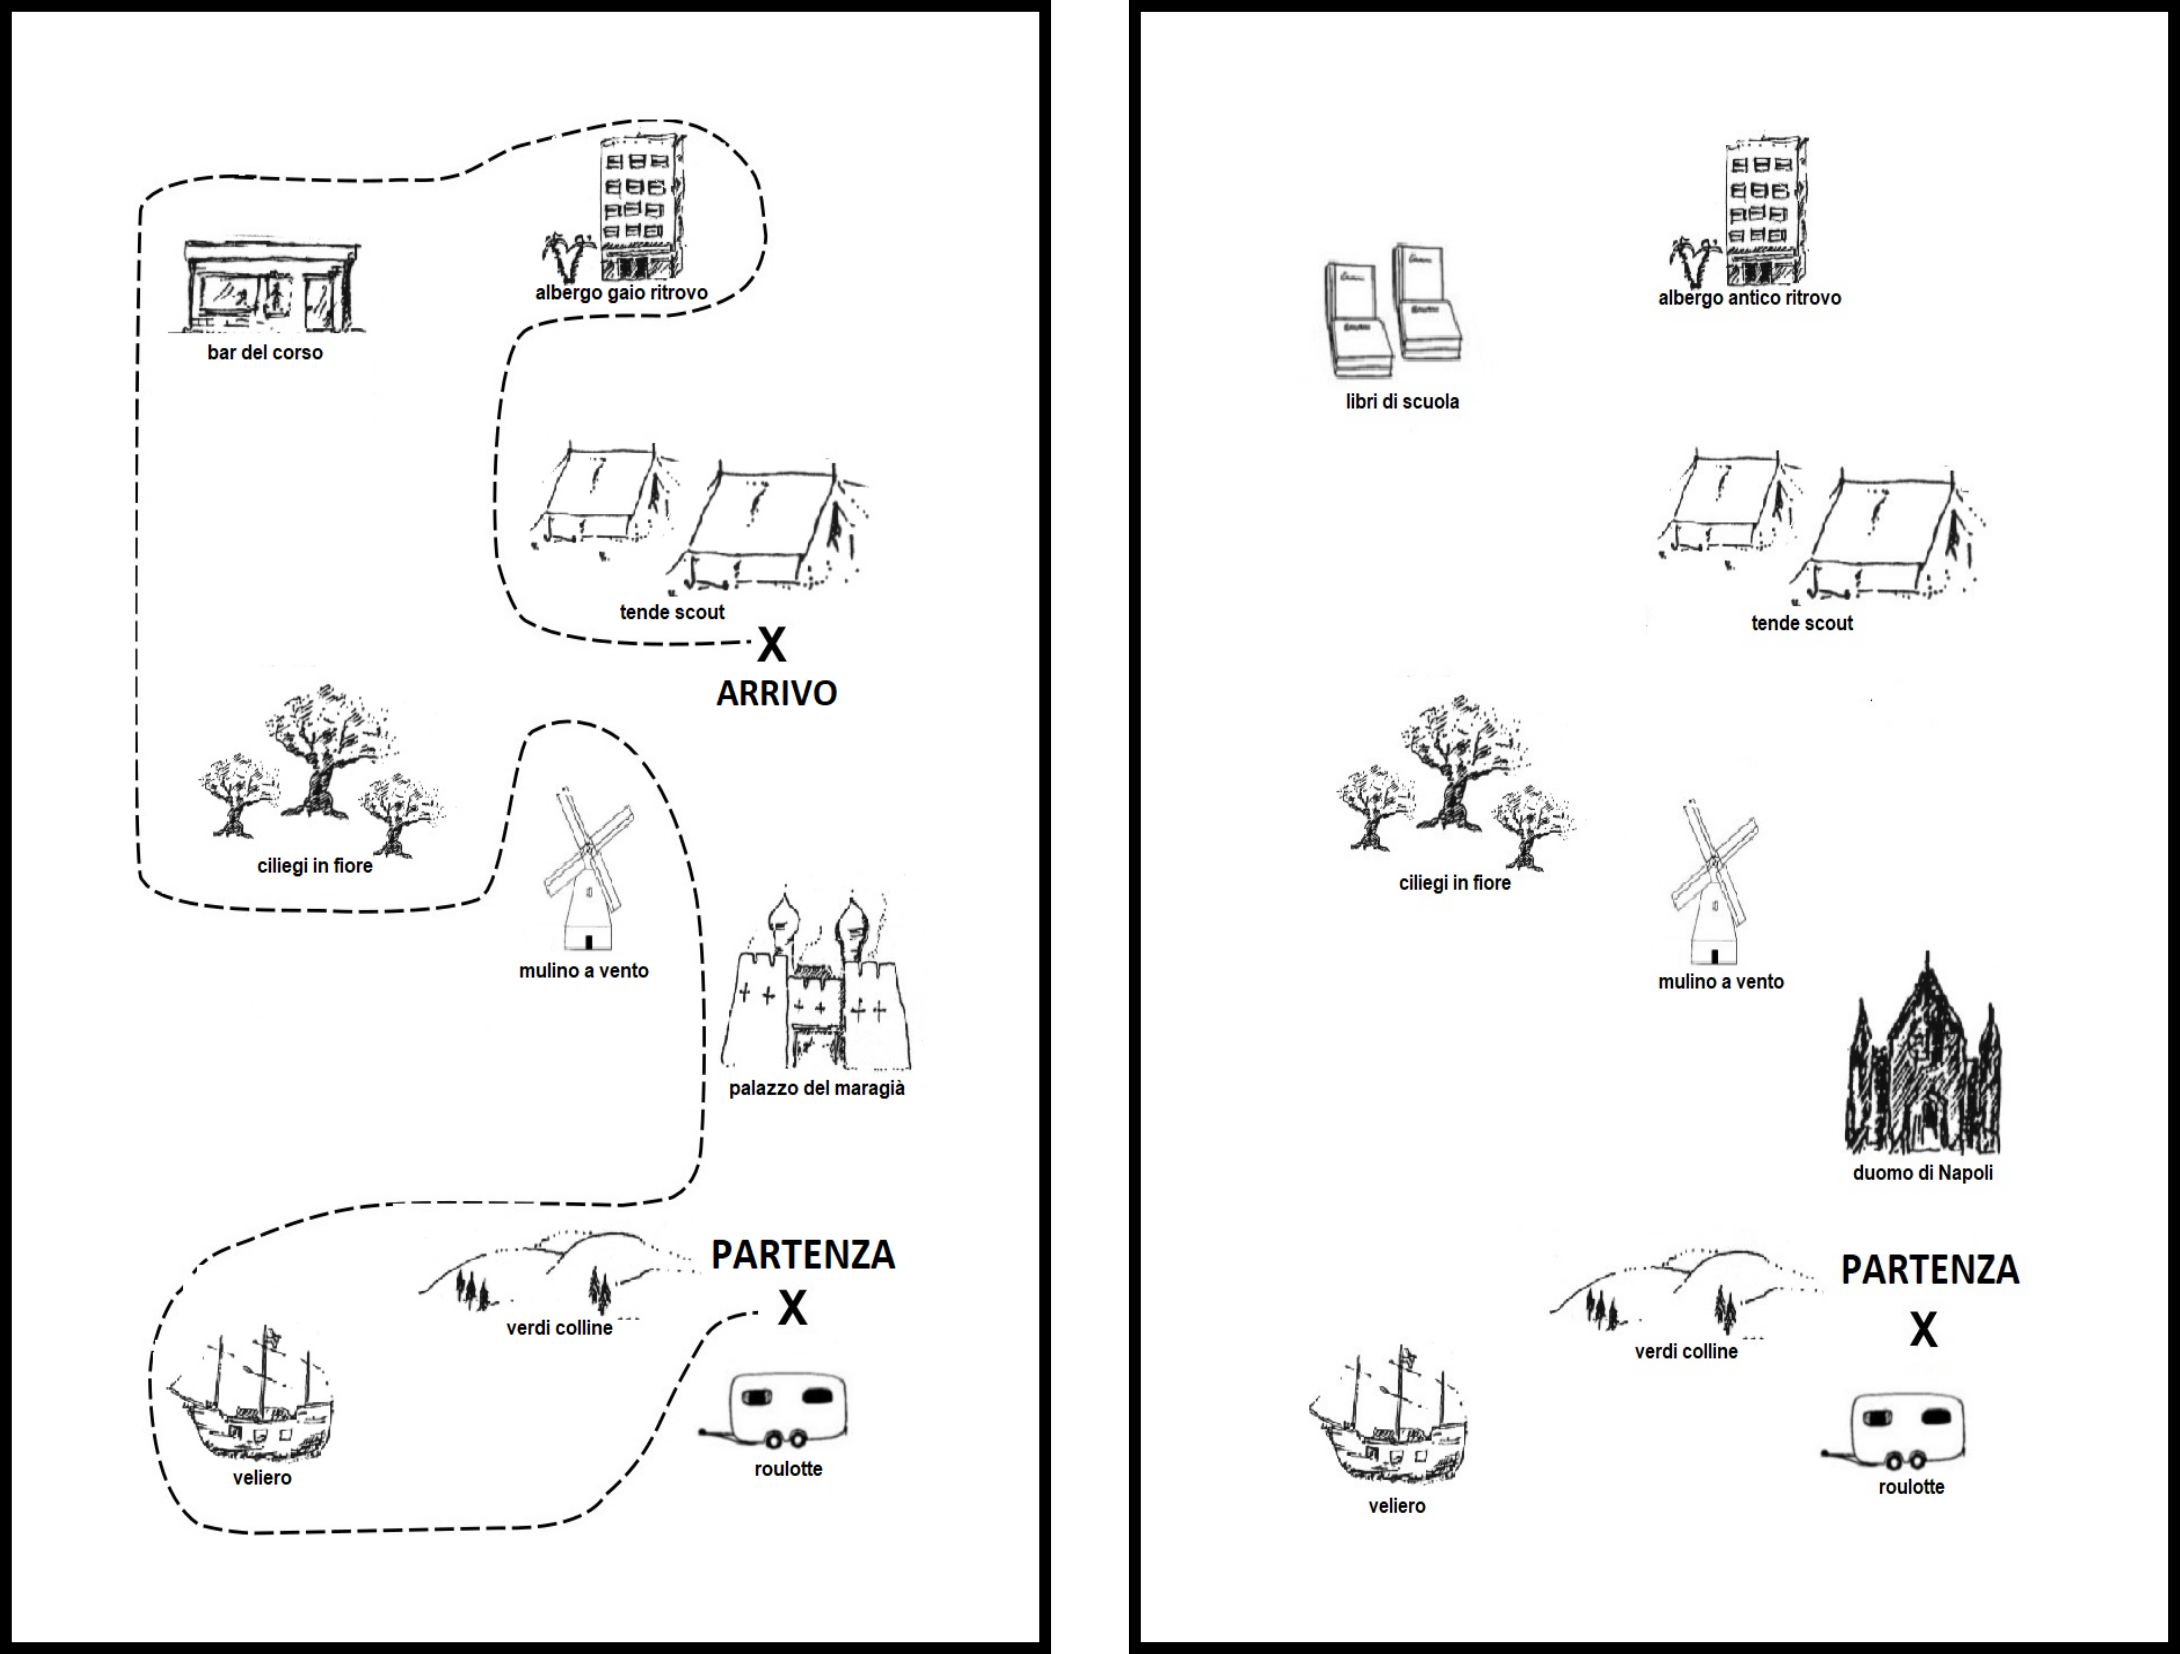 albergo gaio ritrovo
bar del corso
tende scout
X
ARRIVO
ciliegi in fiore
mulino a vento
palazzo del maragià
PARTENZA
X
verdi colline
roulotte
veliero
albergo antico ritrovo
libri di scuola
tende scout
ciliegi in fiore
mulino a vento
duomo di Napoli
PARTENZA
X
verdi colline
roulotte
veliero